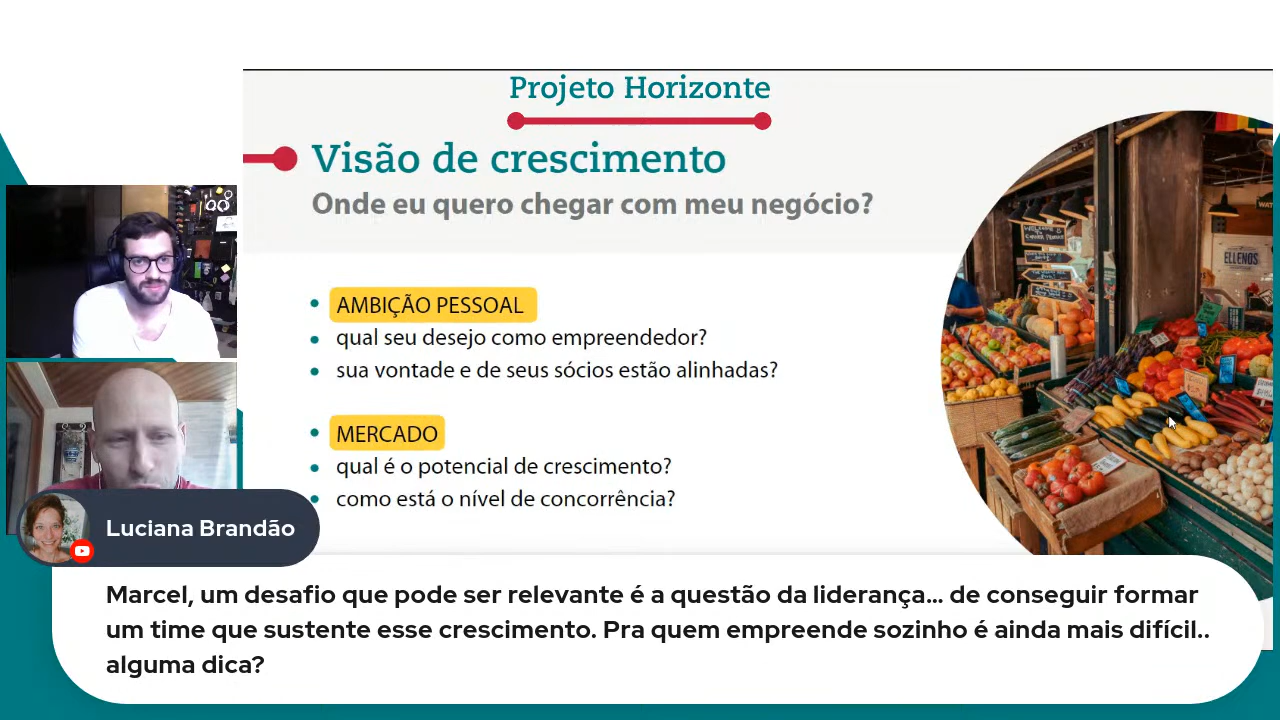 Projeto Horizonte
Visão de crescimento
Onde eu quero chegar com meu negócio?
AMBIÇÃO PESSOAL
qual seu desejo como empreendedor?
sua vontade e de seus sócios estão alinhadas?
MERCADO
qual é o potencial de crescimento?
como está o nível de concorrência?
ELLENOS
Luciana Brandão
Marcel, um desafio que pode ser relevante é a questão da liderança... de conseguir formar
um time que sustente esse crescimento. Pra quem empreende sozinho é ainda mais difícil..
alguma dica?